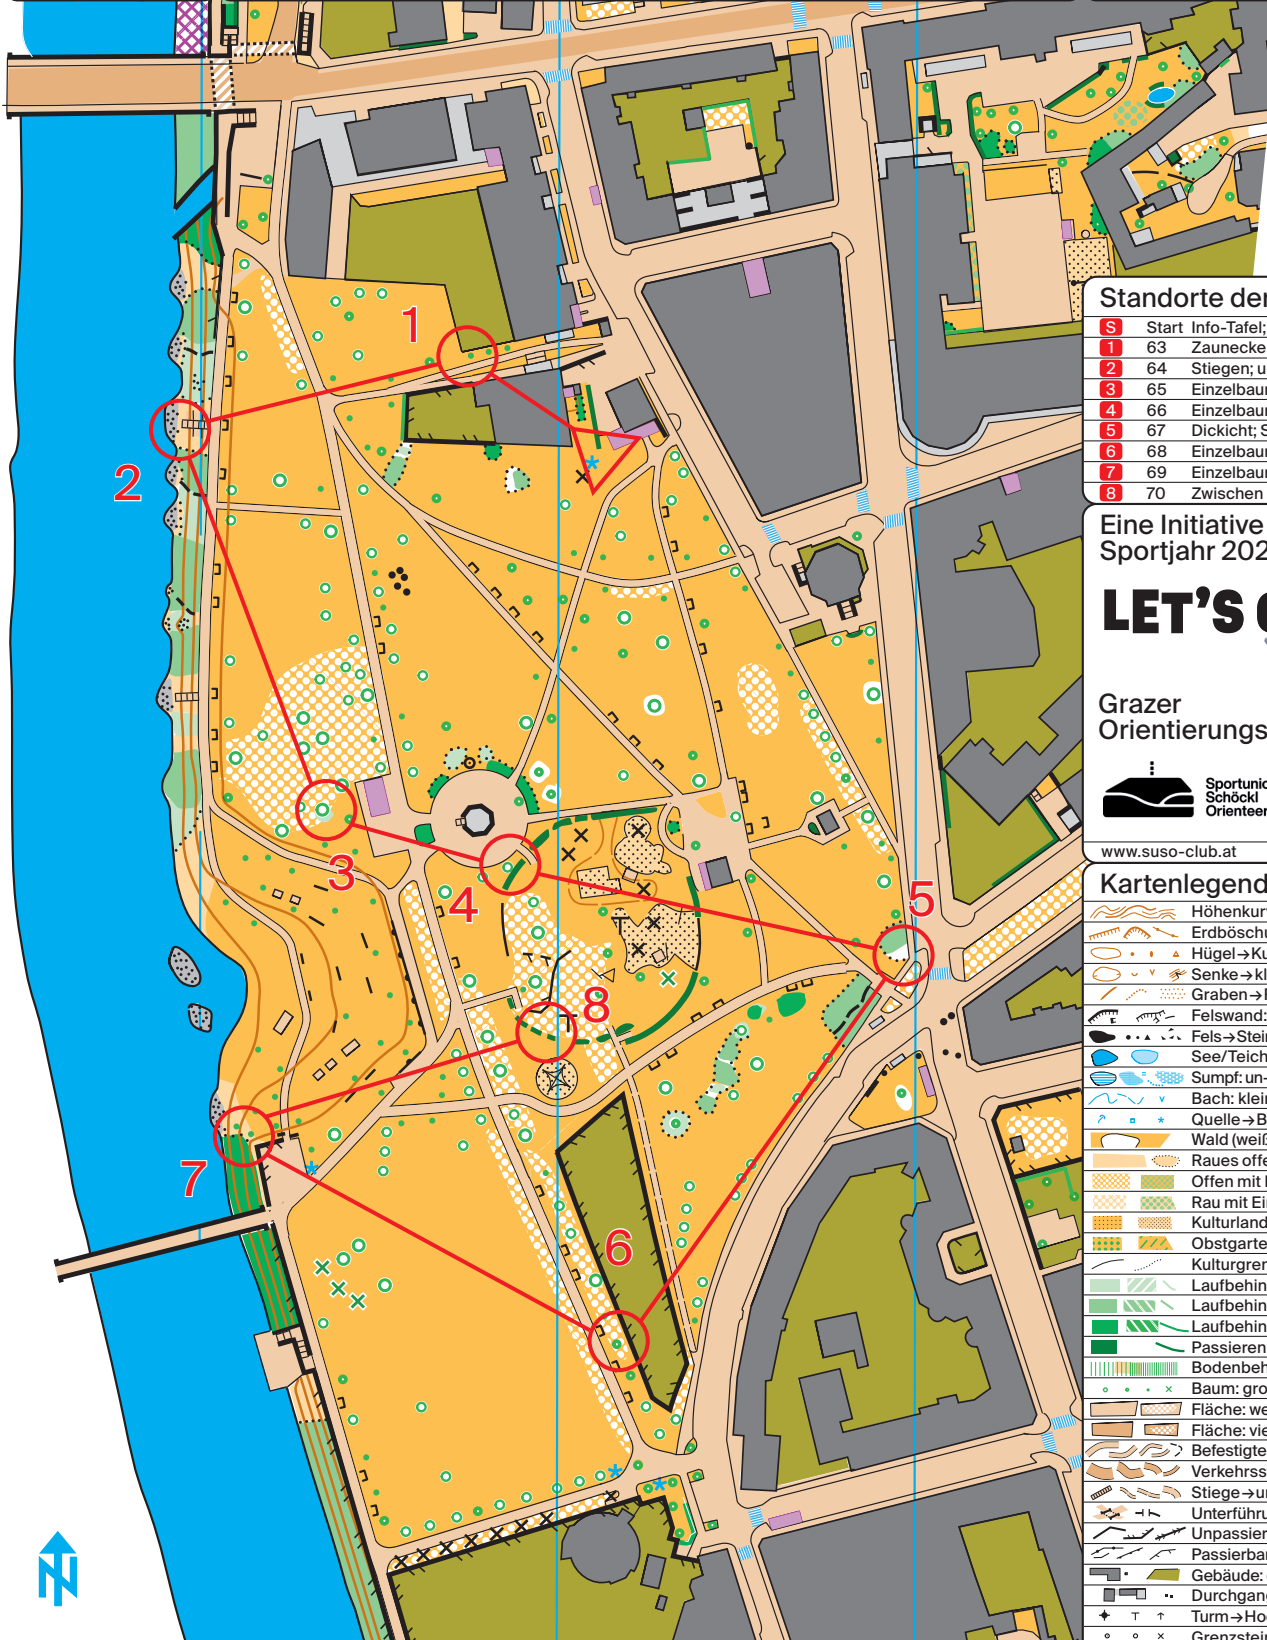 1
2
3
4
5
6
7
8
Standorte der
S Start Info-Tafel;
1 63 Zaunecke
2 64 Stiegen; u
3 65 Einzelbaum
4 66 Einzelbaum
5 67 Dickicht; S
6 68 Einzelbaum
7 69 Einzelbaum
8 70 Zwischen
Eine Initiative
Sportjahr 202
LET'S G
Grazer
Orientierungs
Sportunio
Schöckl
Orienteer
www.suso-club.at
Kartenlegend
Höhenkur
Erdböschu
Hügel→Ku
Senke→kl
Graben→
Felswand:
Fels→Stein
See/Teich
Sumpf: un-
Bach: klein
Quelle→B
Wald (weiß
Raues offe
Offen mit
Rau mit Ei
Kulturland
Obstgarte
Kulturgren
Laufbehin
Laufbehin
Laufbehin
Passieren
Bodenbeh
Baum: gro
Fläche: we
Fläche: vie
Befestigte
Verkehrss
Stiege→u
Unterführu
Unpassier
Passierbar
Gebäude:
Durchgang
Turm→Ho
Grenzstein
N